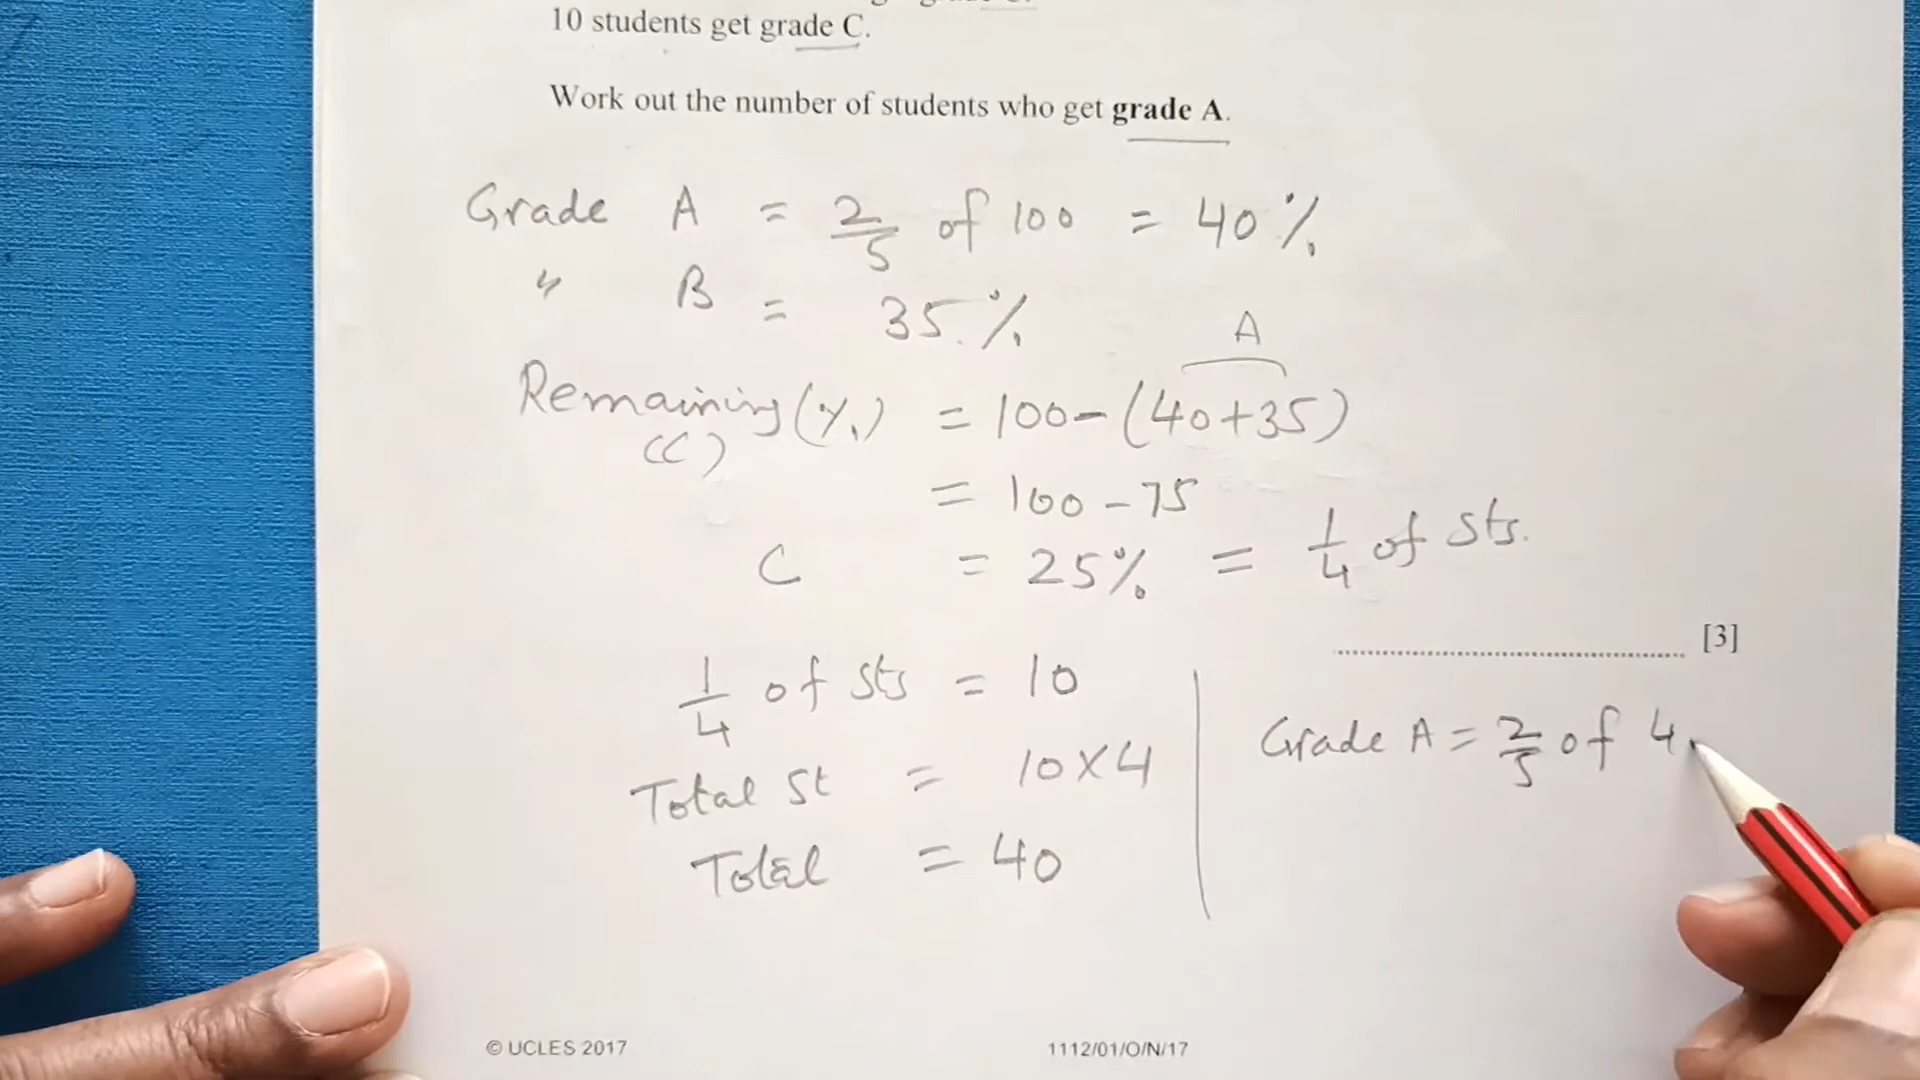 10 students get grade C.
Work out the number of students who get grade A.
Grade A = 2/5 of 100 = 40%
" B = 35%
A
Remaining (%) = 100 - (40+35)
(C)
= 100 - 75
C = 25% = 1/4 of sts.
[3]
1/4 of sts = 10
Total st = 10 x 4
Total = 40
Grade A = 2/5 of 4
© UCLES 2017
1112/01/O/N/17